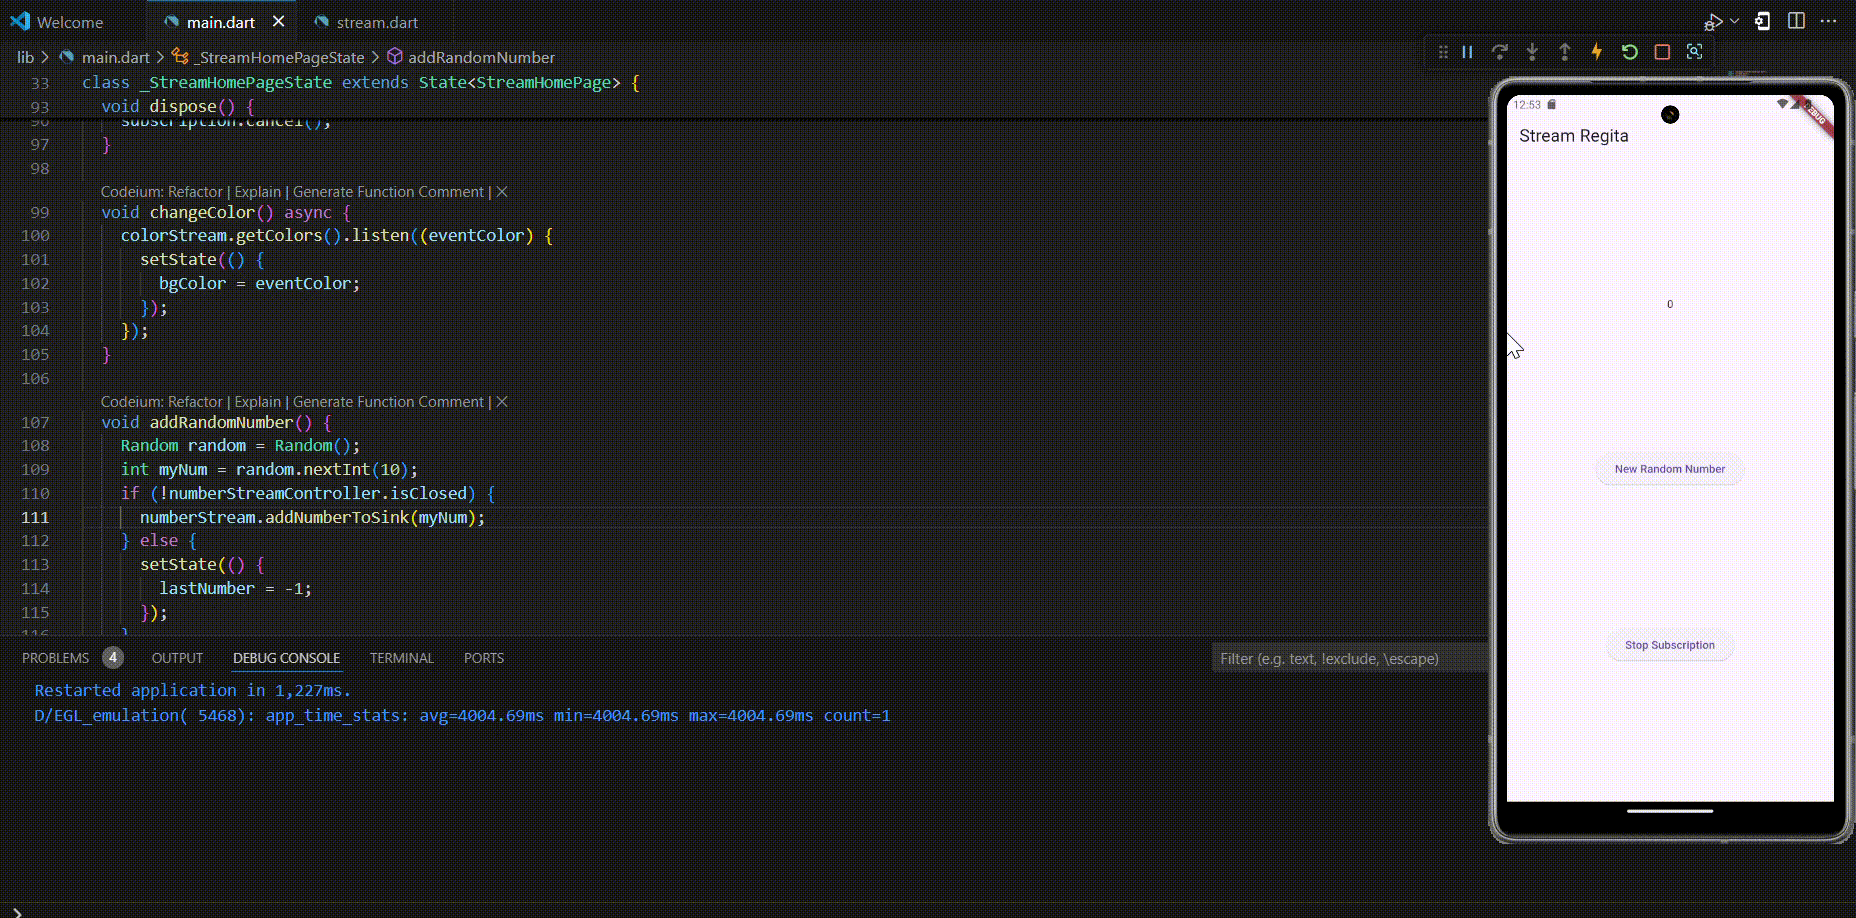 Welcome
main.dart
stream.dart
lib > main.dart > _StreamHomePageState > addRandomNumber
33 class _StreamHomePageState extends State<StreamHomePage> {
93 void dispose() {
96 subscription.cancel();
97 }
98
Codeium: Refactor | Explain | Generate Function Comment | ×
99 void changeColor() async {
100 colorStream.getColors().listen((eventColor) {
101 setState(() {
102 bgColor = eventColor;
103 });
104 });
105 }
106
Codeium: Refactor | Explain | Generate Function Comment | ×
107 void addRandomNumber() {
108 Random random = Random();
109 int myNum = random.nextInt(10);
110 if (!numberStreamController.isClosed) {
111 numberStream.addNumberToSink(myNum);
112 } else {
113 setState(() {
114 lastNumber = -1;
115 });
116 }
PROBLEMS 4 OUTPUT DEBUG CONSOLE TERMINAL PORTS
Filter (e.g. text, !exclude, \escape)
Restarted application in 1,227ms.
D/EGL_emulation( 5468): app_time_stats: avg=4004.69ms min=4004.69ms max=4004.69ms count=1
12:53
DEBUG
Stream Regita
0
New Random Number
Stop Subscription